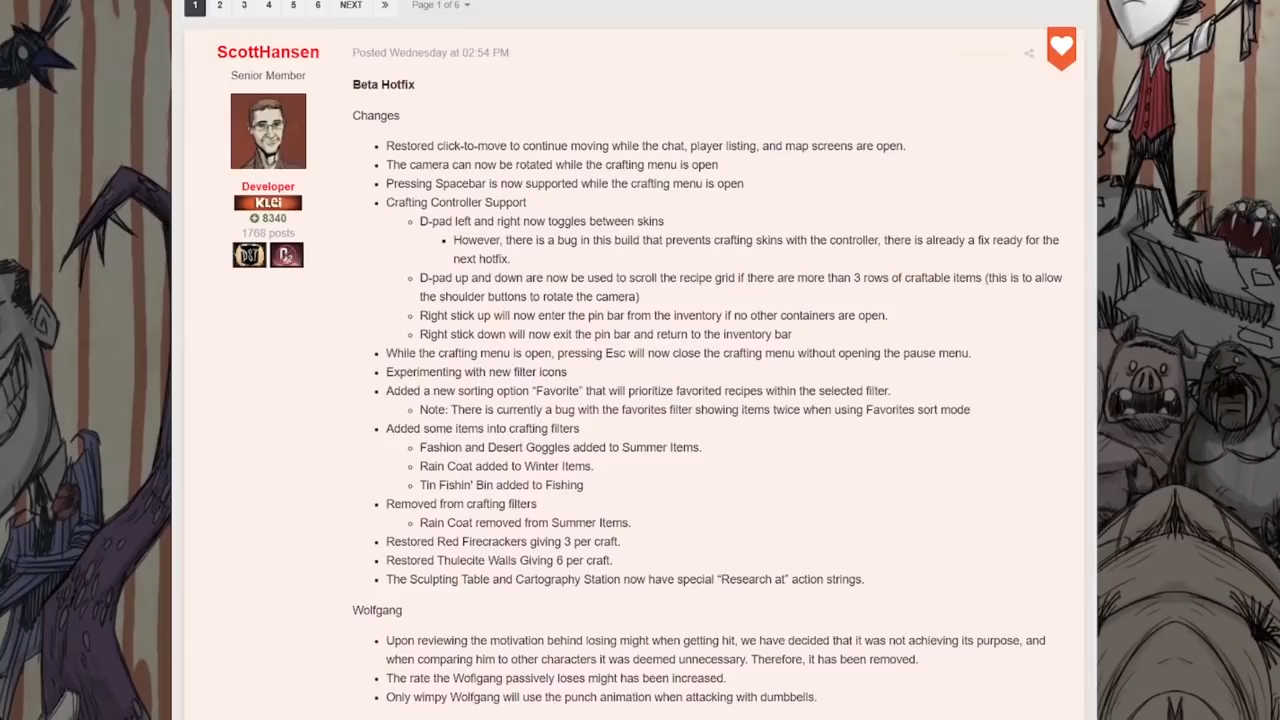 1 2 3 4 5 6 NEXT » Page 1 of 6
ScottHansen
Senior Member
Developer
KLEI
8340
1768 posts
DST
Posted Wednesday at 02:54 PM
Beta Hotfix
Changes
Restored click-to-move to continue moving while the chat, player listing, and map screens are open.
The camera can now be rotated while the crafting menu is open
Pressing Spacebar is now supported while the crafting menu is open
Crafting Controller Support
D-pad left and right now toggles between skins
However, there is a bug in this build that prevents crafting skins with the controller, there is already a fix ready for the
next hotfix.
D-pad up and down are now be used to scroll the recipe grid if there are more than 3 rows of craftable items (this is to allow
the shoulder buttons to rotate the camera)
Right stick up will now enter the pin bar from the inventory if no other containers are open.
Right stick down will now exit the pin bar and return to the inventory bar
While the crafting menu is open, pressing Esc will now close the crafting menu without opening the pause menu.
Experimenting with new filter icons
Added a new sorting option “Favorite” that will prioritize favorited recipes within the selected filter.
Note: There is currently a bug with the favorites filter showing items twice when using Favorites sort mode
Added some items into crafting filters
Fashion and Desert Goggles added to Summer Items.
Rain Coat added to Winter Items.
Tin Fishin' Bin added to Fishing
Removed from crafting filters
Rain Coat removed from Summer Items.
Restored Red Firecrackers giving 3 per craft.
Restored Thulecite Walls Giving 6 per craft.
The Sculpting Table and Cartography Station now have special “Research at” action strings.
Wolfgang
Upon reviewing the motivation behind losing might when getting hit, we have decided that it was not achieving its purpose, and
when comparing him to other characters it was deemed unnecessary. Therefore, it has been removed.
The rate the Woflgang passively loses might has been increased.
Only wimpy Wolfgang will use the punch animation when attacking with dumbbells.